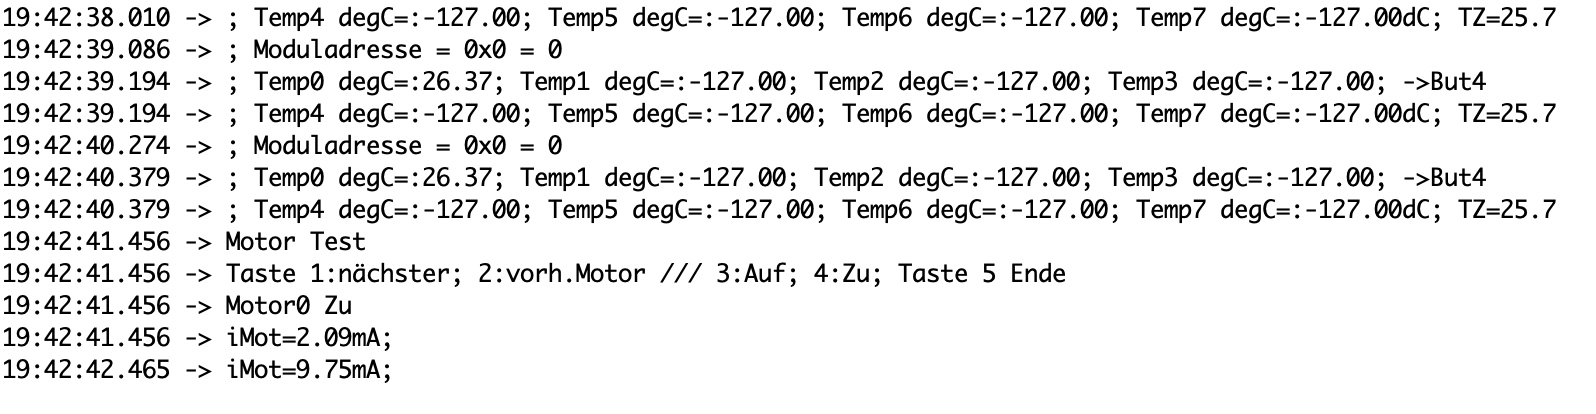 19:42:38.010 -> ; Temp4 degC=:-127.00; Temp5 degC=:-127.00; Temp6 degC=:-127.00; Temp7 degC=:-127.00dC; TZ=25.7
19:42:39.086 -> ; Moduladresse = 0x0 = 0
19:42:39.194 -> ; Temp0 degC=:26.37; Temp1 degC=:-127.00; Temp2 degC=:-127.00; Temp3 degC=:-127.00; ->But4
19:42:39.194 -> ; Temp4 degC=:-127.00; Temp5 degC=:-127.00; Temp6 degC=:-127.00; Temp7 degC=:-127.00dC; TZ=25.7
19:42:40.274 -> ; Moduladresse = 0x0 = 0
19:42:40.379 -> ; Temp0 degC=:26.37; Temp1 degC=:-127.00; Temp2 degC=:-127.00; Temp3 degC=:-127.00; ->But4
19:42:40.379 -> ; Temp4 degC=:-127.00; Temp5 degC=:-127.00; Temp6 degC=:-127.00; Temp7 degC=:-127.00dC; TZ=25.7
19:42:41.456 -> Motor Test
19:42:41.456 -> Taste 1:nächster; 2:vorh.Motor /// 3:Auf; 4:Zu; Taste 5 Ende
19:42:41.456 -> Motor0 Zu
19:42:41.456 -> iMot=2.09mA;
19:42:42.465 -> iMot=9.75mA;